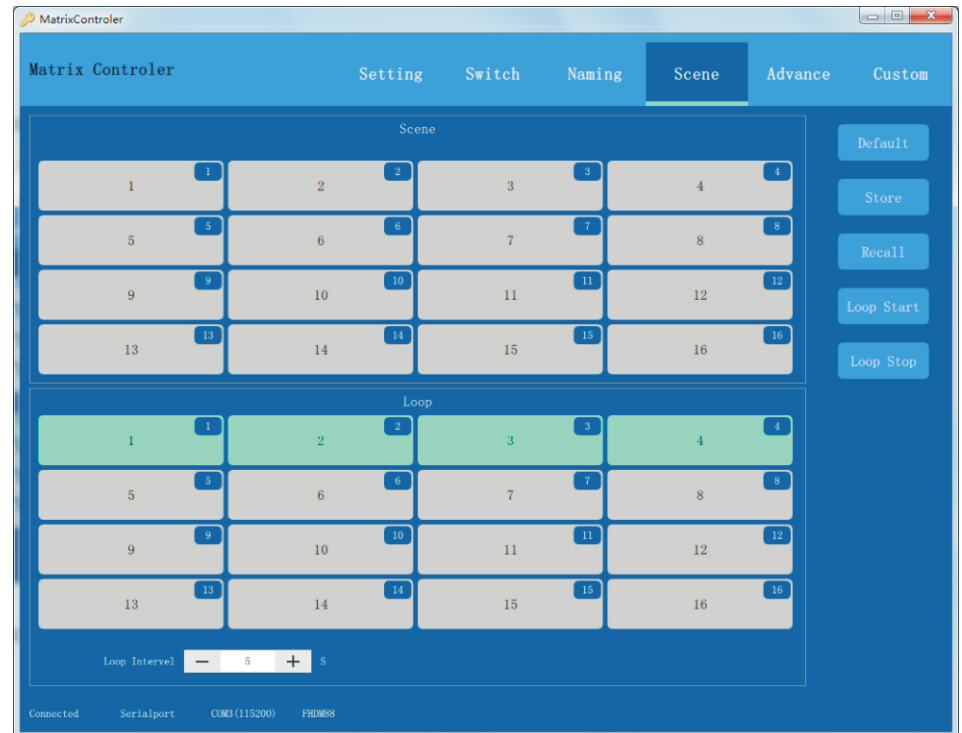 MatrixControler
Matrix Controler
Setting Switch Naming Scene Advance Custom
Scene
1 1 2 2 3 3 4 4
5 5 6 6 7 7 8 8
9 9 10 10 11 11 12 12
13 13 14 14 15 15 16 16
Default
Store
Recall
Loop Start
Loop Stop
Loop
1 1 2 2 3 3 4 4
5 5 6 6 7 7 8 8
9 9 10 10 11 11 12 12
13 13 14 14 15 15 16 16
Loop Intervel — 5 + S
Connected Serialport COM3(115200) FHDM88